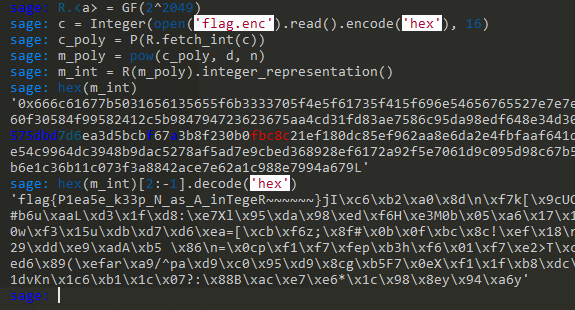 sage: R.<a> = GF(2^2049)
sage: c = Integer(open('flag.enc').read().encode('hex'), 16)
sage: c_poly = P(R.fetch_int(c))
sage: m_poly = pow(c_poly, d, n)
sage: m_int = R(m_poly).integer_representation()
sage: hex(m_int)
'0x666c61677b5031656135655f6b3333705f4e5f61735f415f696e54656765527e7e7e
60f30584f99582412c5b984794723623675aa4cd31fd83ae7586c95da98edf648e34d30
7d6ea3d5bcbf67a3b8f230b0fbc8c21ef180dc85ef962aa8e6da2e4fbfaaf641d
e54c9964dc3948b9dac5278af5ad7e9cbed368928ef6172a92f5e7061d9c095d98c67b5
b6e1c36b11c073f3a8842ace7e62a1c988e7994a679L'
sage: hex(m_int)[2:-1].decode('hex')
'flag{P1ea5e_k33p_N_as_A_inTegeR~~~~~~}jI\xc6\xb2\xa0\x8d\n\xf7k[\x9cUO
#b6u\xaaL\xd3\x1f\xd8:\xe7Xl\x95\xda\x98\xed\xf6H\xe3M0b\x05\xa6\x17\x1
0w\xf3\x15u\xdb\xd7\xd6\xea=[\xcb\xf6z;\x8f#\x0b\x0f\xbc\x8c!\xef\x18\r
29\xdd\xe9\xadA\xb5 \x86\n=\x0cp\xf1\xf7\xfep\xb3h\xf6\x01\xf7\xe2>T\xc
ed6\x89(\xefar\xa9/^pa\xd9\xc0\x95\xd9\x8cg\xb5F7\x0eX\xf1\x1f\xb8\xdc\
1dvKn\x1c6\xb1\x1c\x07?:\x88B\xac\xe7\xe6*\x1c\x98\x8ey\x94\xa6y'
sage: